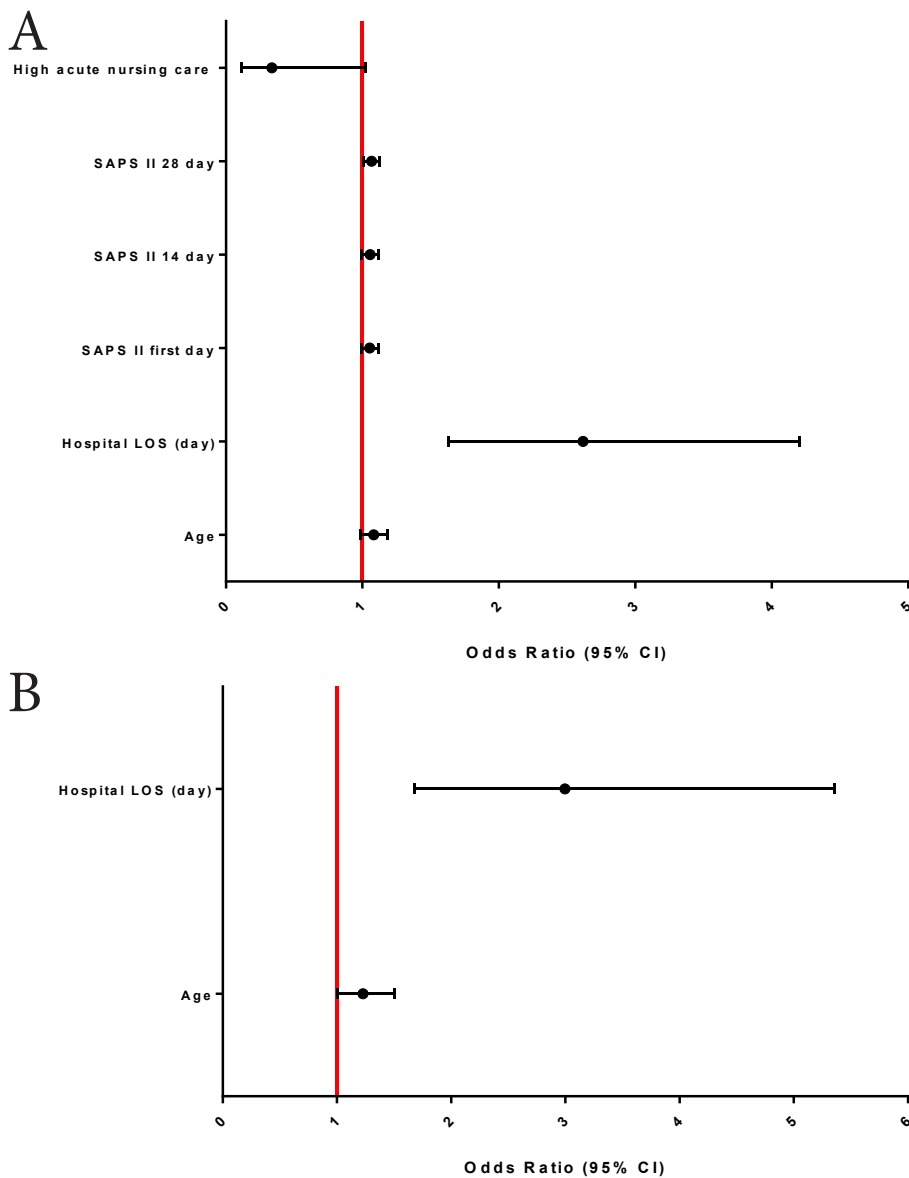 A
High acute nursing care
SAPS II 28 day
SAPS II 14 day
SAPS II first day
Hospital LOS (day)
Age
0 1 2 3 4 5
Odds Ratio (95% CI)
B
Hospital LOS (day)
Age
0 1 2 3 4 5 6
Odds Ratio (95% CI)